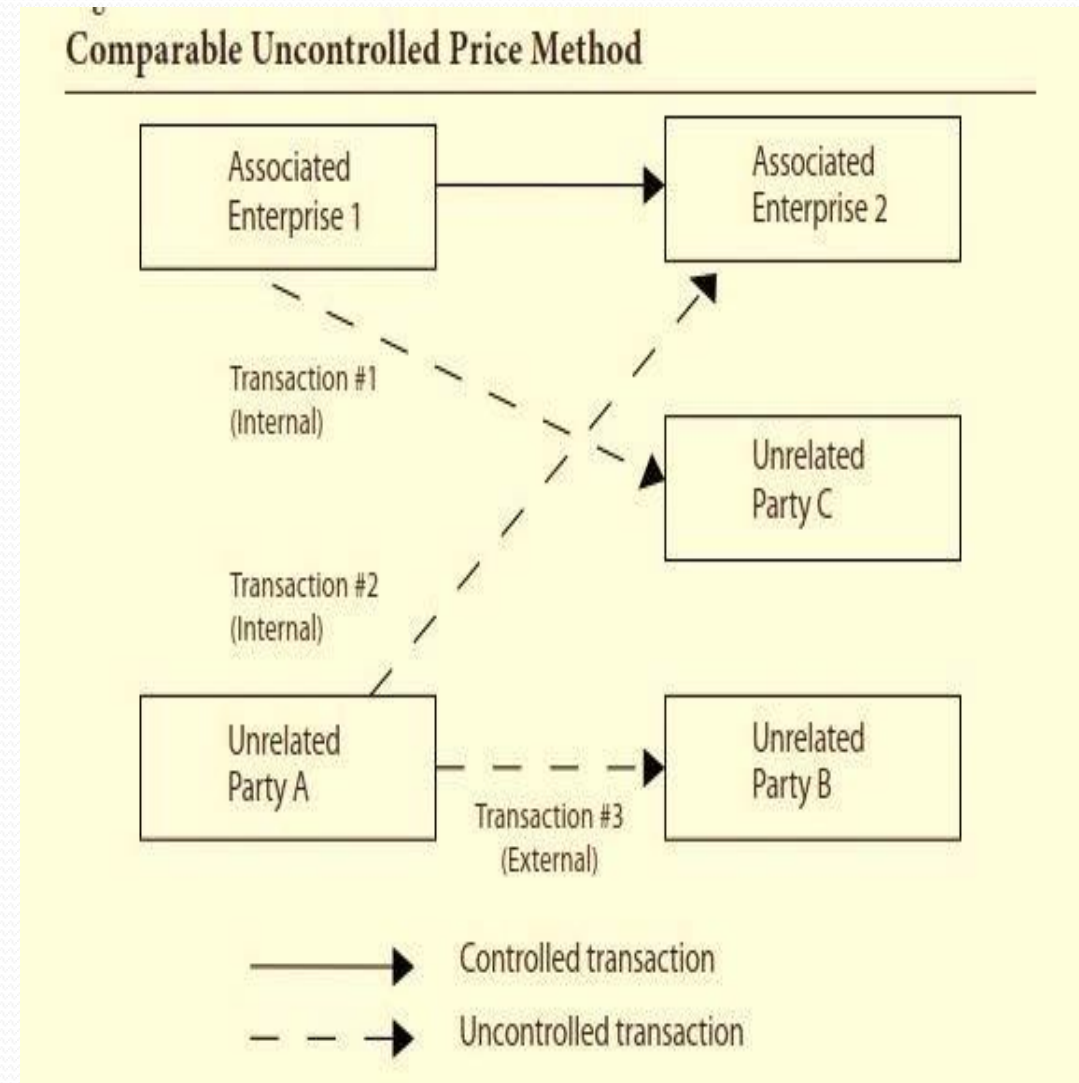 Comparable Uncontrolled Price Method
Associated
Enterprise 1
Associated
Enterprise 2
Transaction #1
(Internal)
Unrelated
Party C
Transaction #2
(Internal)
Unrelated
Party A
Unrelated
Party B
Transaction #3
(External)
Controlled transaction
Uncontrolled transaction